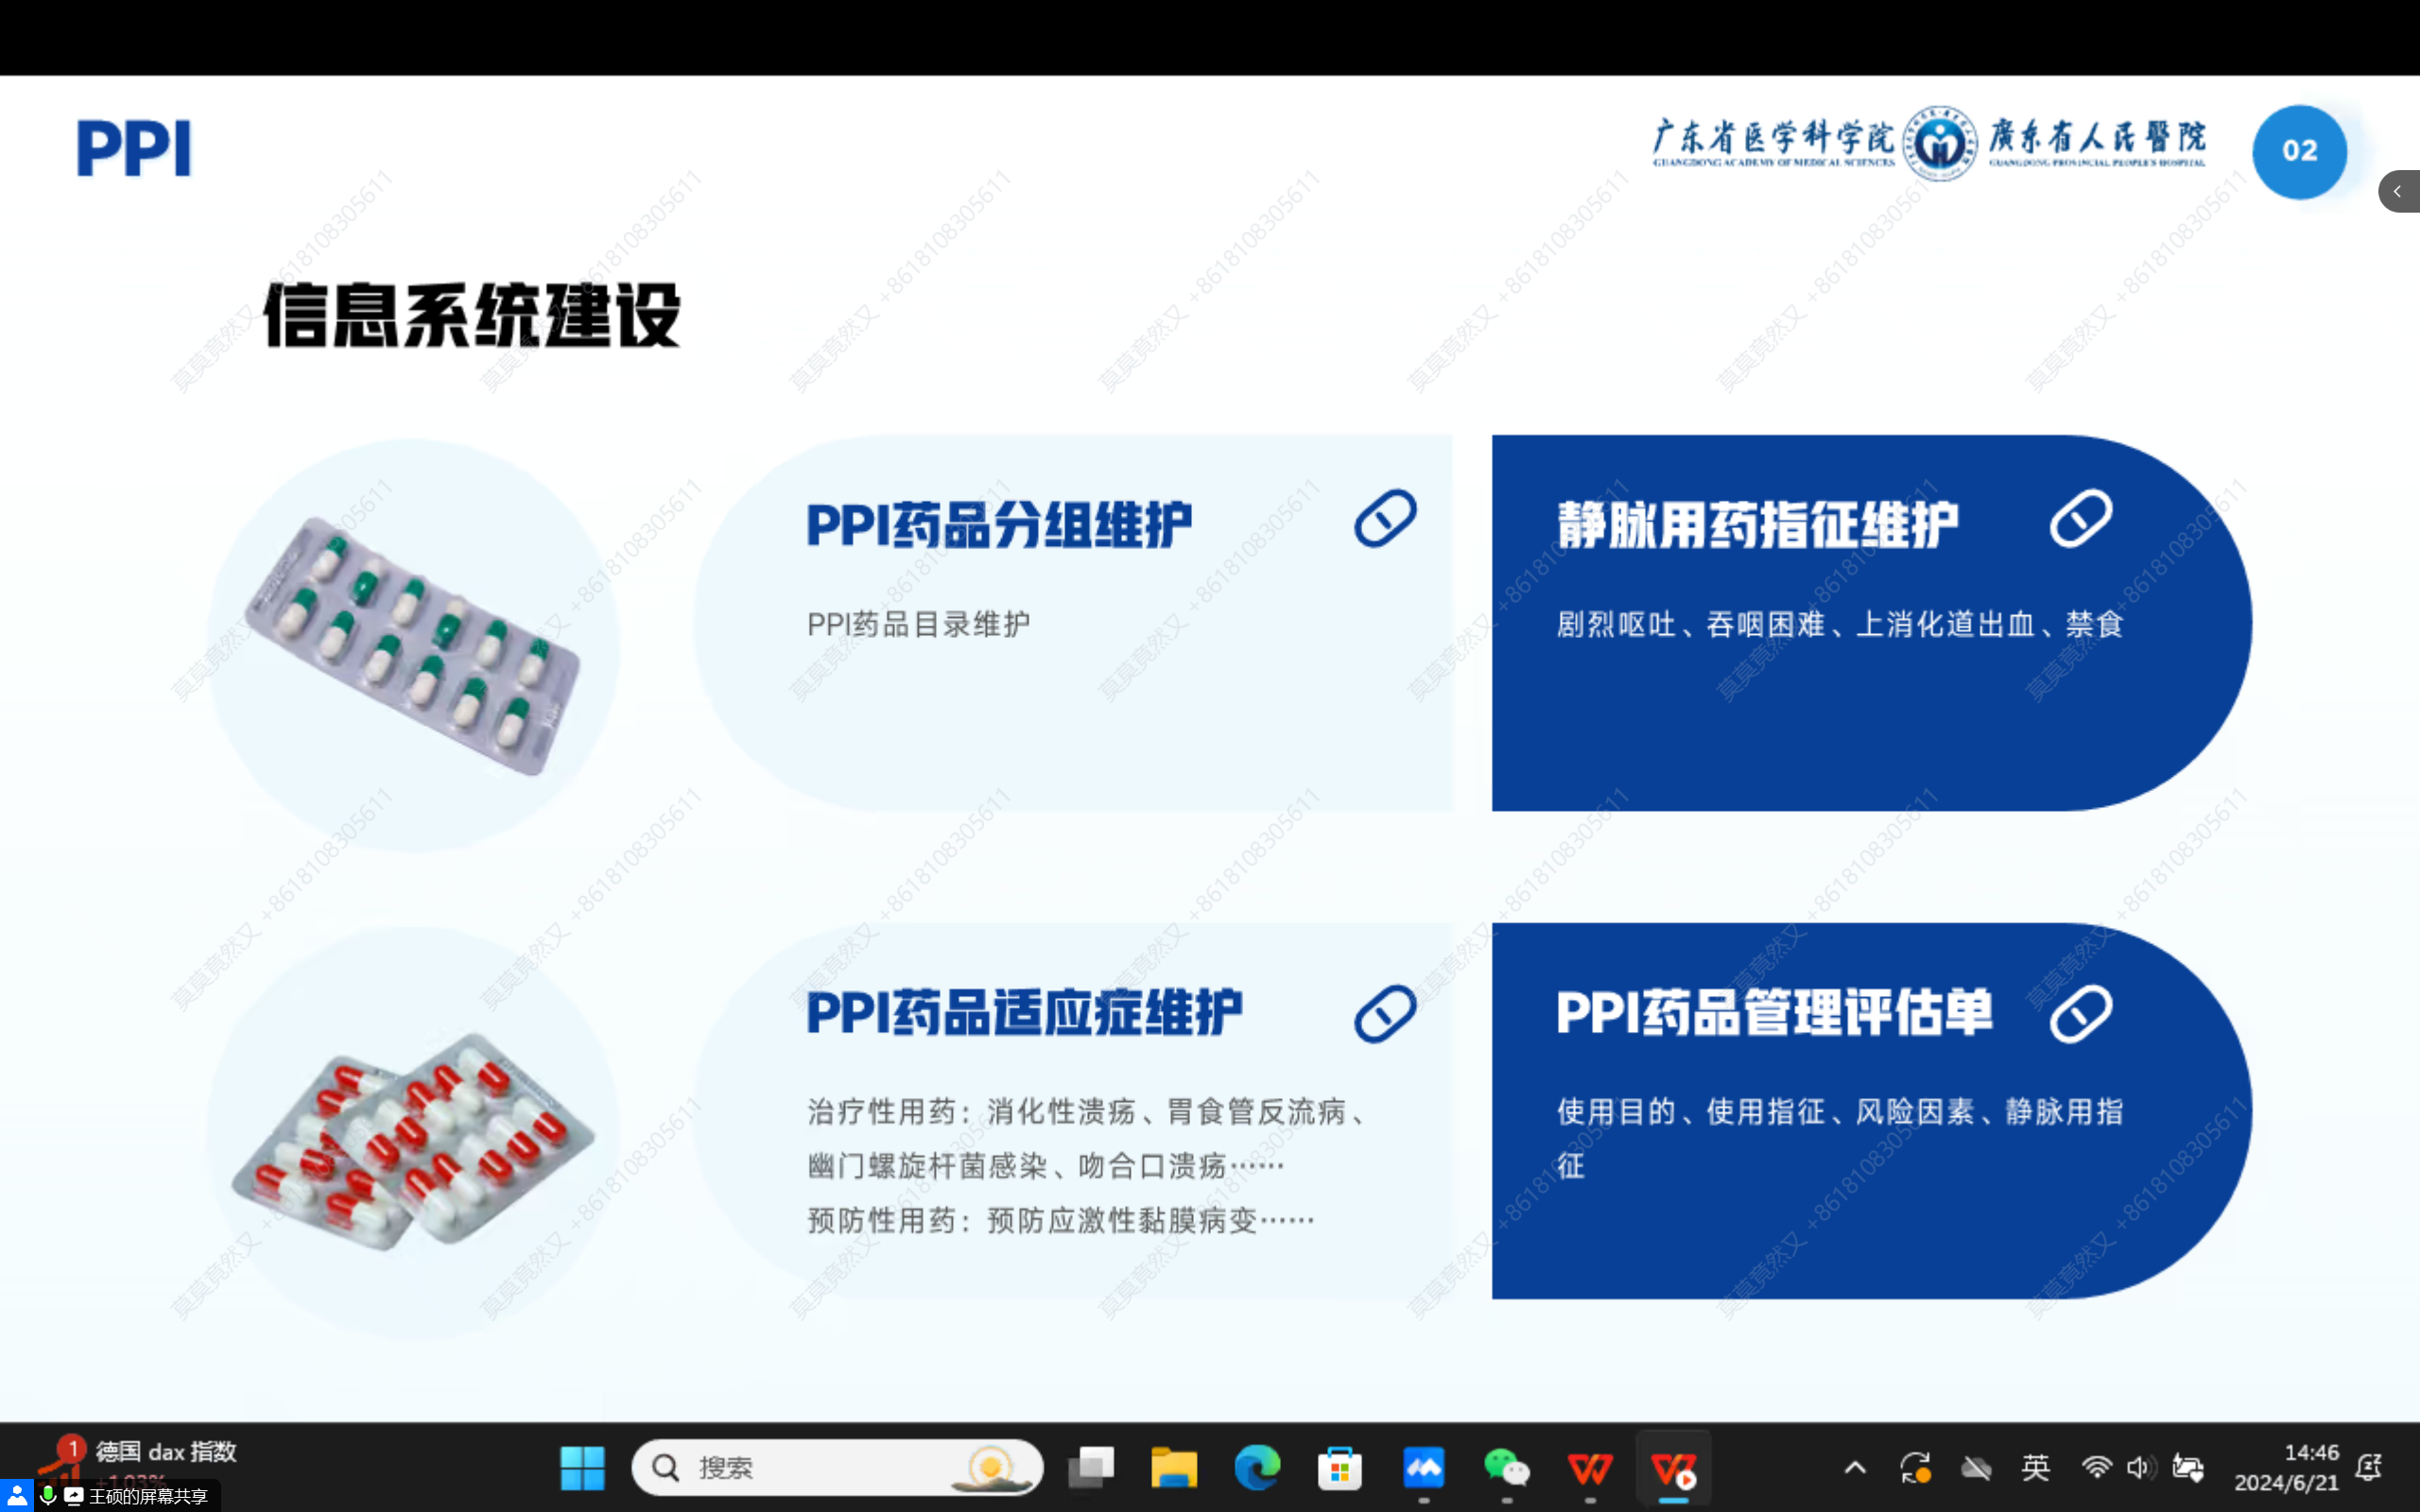 PPI
广东省医学科学院
GUANGDONG ACADEMY OF MEDICAL SCIENCES
廣东省人民醫院
GUANGDONG PROVINCIAL PEOPLE'S HOSPITAL
02
信息系统建设
PPI药品分组维护
PPI药品目录维护
静脉用药指征维护
剧烈呕吐、吞咽困难、上消化道出血、禁食
PPI药品适应症维护
治疗性用药：消化性溃疡、胃食管反流病、
幽门螺旋杆菌感染、吻合口溃疡……
预防性用药：预防应激性黏膜病变……
PPI药品管理评估单
使用目的、使用指征、风险因素、静脉用指
征
莫莫竟然又 +8618108305611
1
德国 dax 指数
+1.03%
王硕的屏幕共享
搜索
英
14:46
2024/6/21